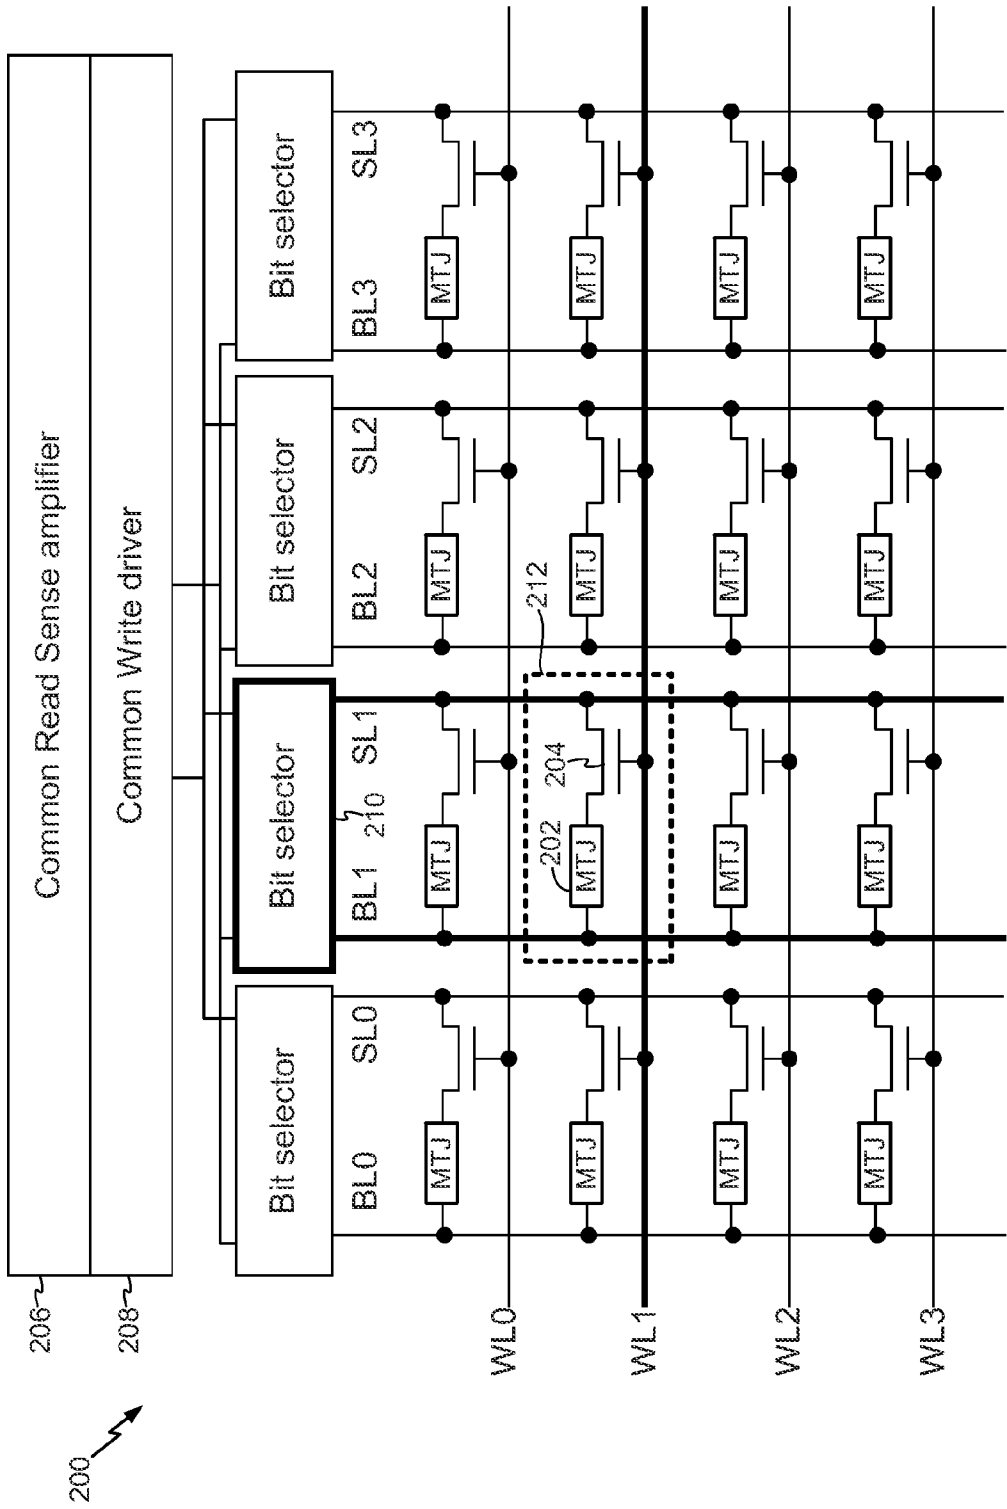 200
206
Common Read Sense amplifier
208
Common Write driver
Bit selector
Bit selector
Bit selector
Bit selector
210
BL0 SL0 BL1 SL1 BL2 SL2 BL3 SL3
MTJ MTJ MTJ MTJ
WL0
202
204
212
MTJ MTJ MTJ MTJ
WL1
MTJ MTJ MTJ MTJ
WL2
MTJ MTJ MTJ MTJ
WL3